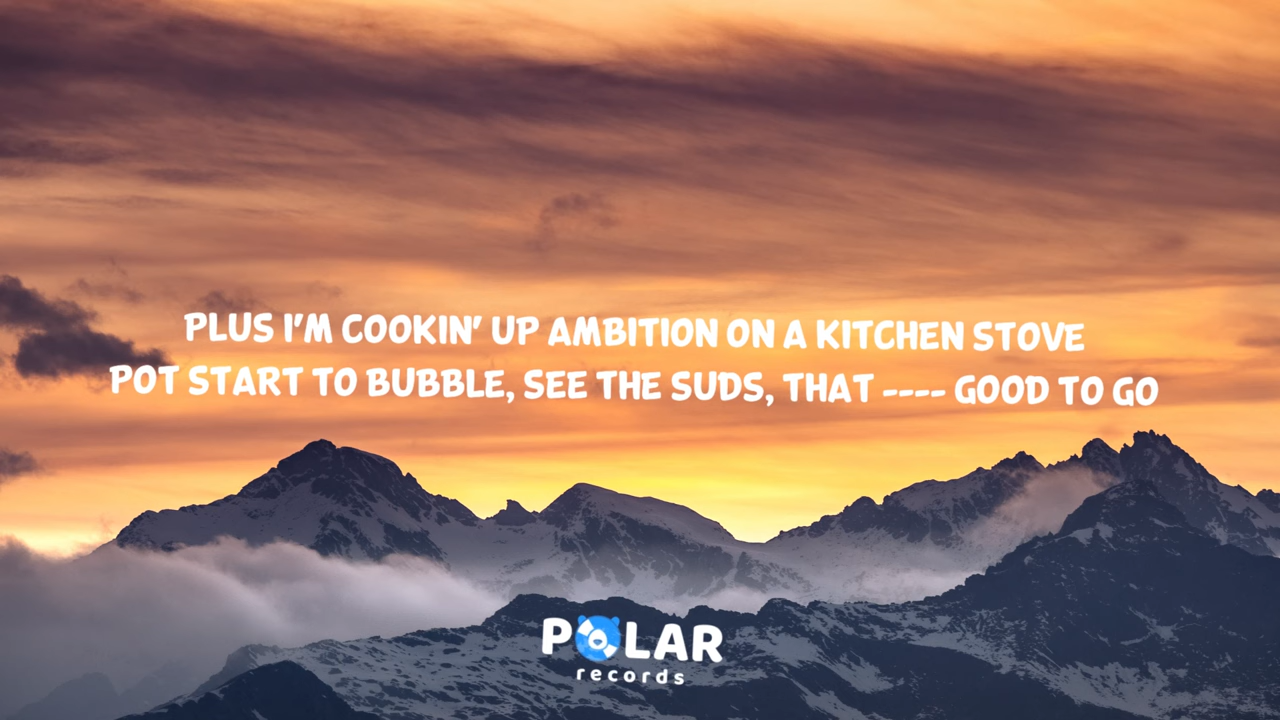 PLUS I'M COOKIN' UP AMBITION ON A KITCHEN STOVE
POT START TO BUBBLE, SEE THE SUDS, THAT ---- GOOD TO GO
POLAR
records